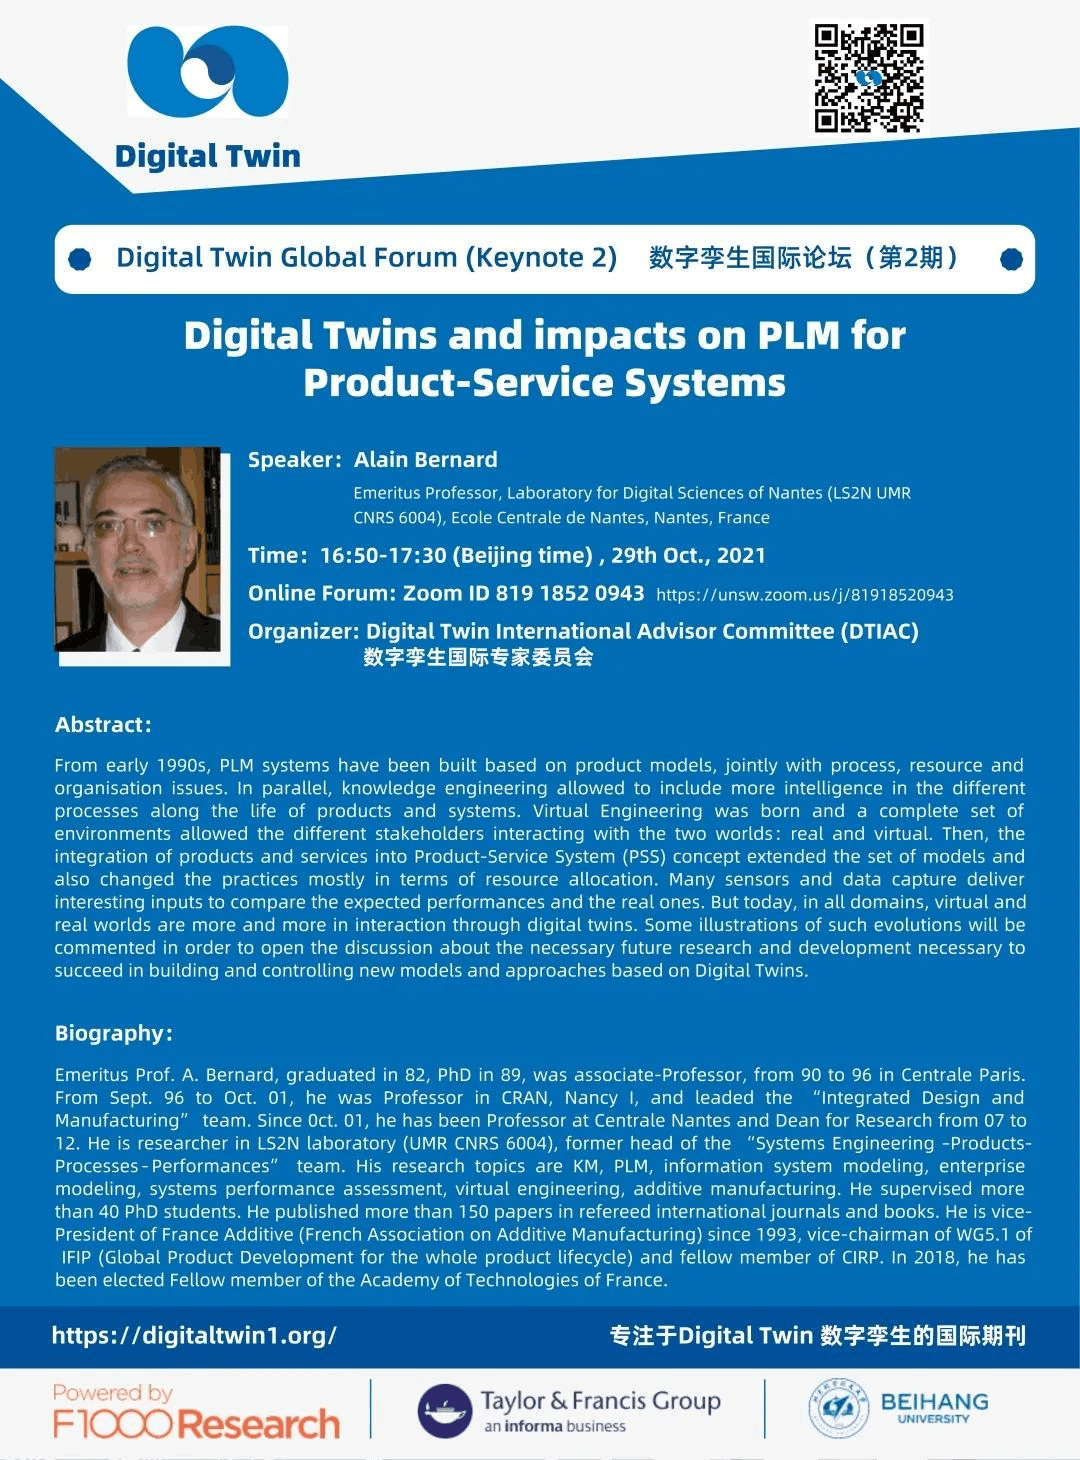 Digital Twin
Digital Twin Global Forum (Keynote 2) 数字孪生国际论坛（第2期）
Digital Twins and impacts on PLM for
Product-Service Systems
Speaker: Alain Bernard
Emeritus Professor, Laboratory for Digital Sciences of Nantes (LS2N UMR
CNRS 6004), Ecole Centrale de Nantes, Nantes, France
Time: 16:50-17:30 (Beijing time) , 29th Oct., 2021
Online Forum: Zoom ID 819 1852 0943 https://unsw.zoom.us/j/81918520943
Organizer: Digital Twin International Advisor Committee (DTIAC)
数字孪生国际专家委员会
Abstract:
From early 1990s, PLM systems have been built based on product models, jointly with process, resource and
organisation issues. In parallel, knowledge engineering allowed to include more intelligence in the different
processes along the life of products and systems. Virtual Engineering was born and a complete set of
environments allowed the different stakeholders interacting with the two worlds: real and virtual. Then, the
integration of products and services into Product-Service System (PSS) concept extended the set of models and
also changed the practices mostly in terms of resource allocation. Many sensors and data capture deliver
interesting inputs to compare the expected performances and the real ones. But today, in all domains, virtual and
real worlds are more and more in interaction through digital twins. Some illustrations of such evolutions will be
commented in order to open the discussion about the necessary future research and development necessary to
succeed in building and controlling new models and approaches based on Digital Twins.
Biography:
Emeritus Prof. A. Bernard, graduated in 82, PhD in 89, was associate-Professor, from 90 to 96 in Centrale Paris.
From Sept. 96 to Oct. 01, he was Professor in CRAN, Nancy I, and leaded the “Integrated Design and
Manufacturing” team. Since 0ct. 01, he has been Professor at Centrale Nantes and Dean for Research from 07 to
12. He is researcher in LS2N laboratory (UMR CNRS 6004), former head of the “Systems Engineering –Products-
Processes-Performances” team. His research topics are KM, PLM, information system modeling, enterprise
modeling, systems performance assessment, virtual engineering, additive manufacturing. He supervised more
than 40 PhD students. He published more than 150 papers in refereed international journals and books. He is vice-
President of France Additive (French Association on Additive Manufacturing) since 1993, vice-chairman of WG5.1 of
IFIP (Global Product Development for the whole product lifecycle) and fellow member of CIRP. In 2018, he has
been elected Fellow member of the Academy of Technologies of France.
https://digitaltwin1.org/ 专注于Digital Twin 数字孪生的国际期刊
Powered by
F1000Research
Taylor & Francis Group
an informa business
BEIHANG
UNIVERSITY